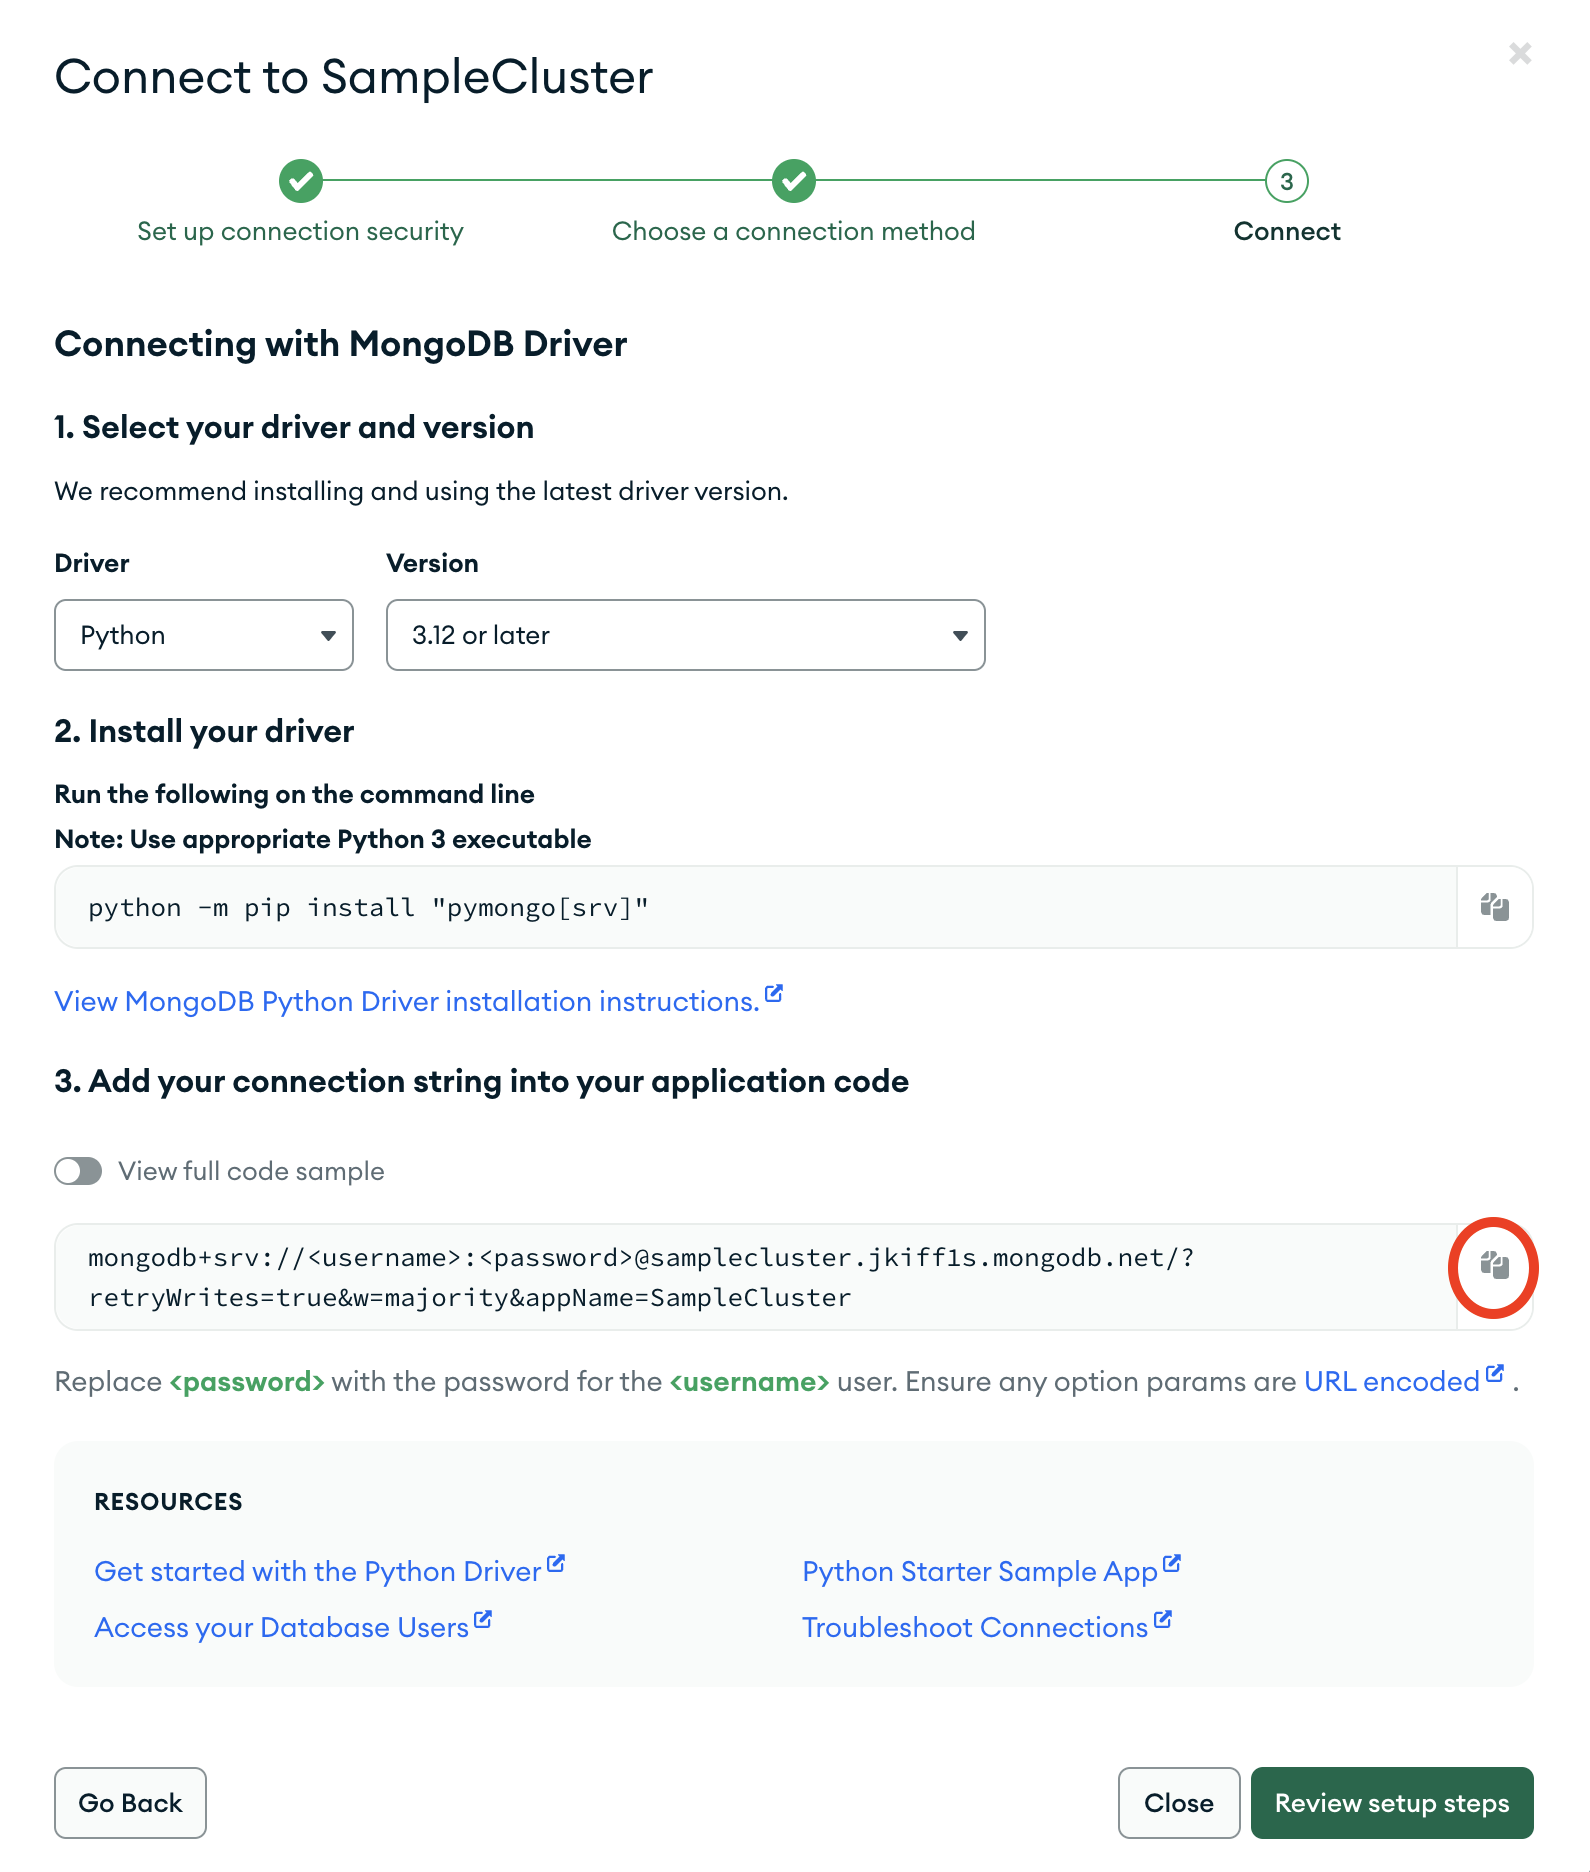 Connect to SampleCluster
3
Set up connection security
Choose a connection method
Connect
Connecting with MongoDB Driver
1. Select your driver and version
We recommend installing and using the latest driver version.
Driver
Version
Python
3.12 or later
2. Install your driver
Run the following on the command line
Note: Use appropriate Python 3 executable
python -m pip install "pymongo[srv]"
View MongoDB Python Driver installation instructions.
3. Add your connection string into your application code
View full code sample
mongodb+srv://<username>:<password>@samplecluster.jkiff1s.mongodb.net/?
retryWrites=true&w=majority&appName=SampleCluster
Replace <password> with the password for the <username> user. Ensure any option params are URL encoded .
RESOURCES
Get started with the Python Driver
Python Starter Sample App
Access your Database Users
Troubleshoot Connections
Go Back
Close
Review setup steps